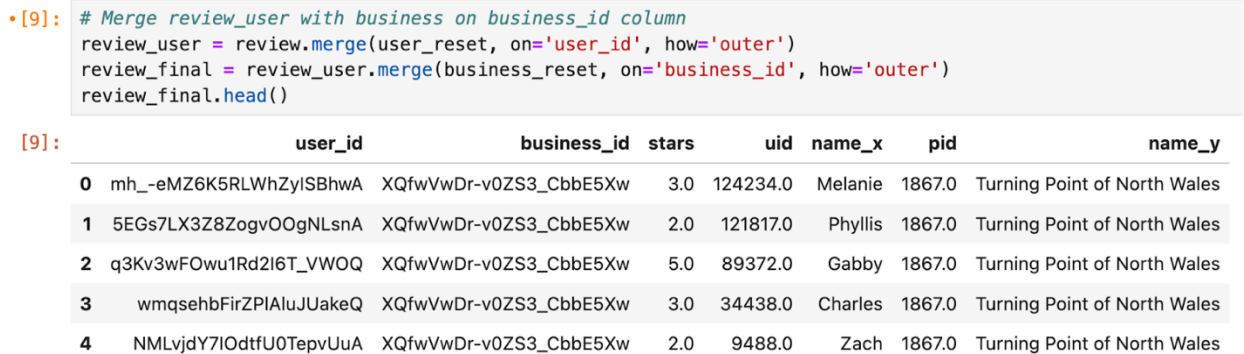 [9]: # Merge review_user with business on business_id column
review_user = review.merge(user_reset, on='user_id', how='outer')
review_final = review_user.merge(business_reset, on='business_id', how='outer')
review_final.head()
[9]: user_id business_id stars uid name_x pid name_y
0 mh_-eMZ6K5RLWhZyISBhwA XQfwVwDr-v0ZS3_CbbE5Xw 3.0 124234.0 Melanie 1867.0 Turning Point of North Wales
1 5EGs7LX3Z8ZogvOOgNLsnA XQfwVwDr-v0ZS3_CbbE5Xw 2.0 121817.0 Phyllis 1867.0 Turning Point of North Wales
2 q3Kv3wFOwu1Rd2I6T_VWOQ XQfwVwDr-v0ZS3_CbbE5Xw 5.0 89372.0 Gabby 1867.0 Turning Point of North Wales
3 wmqsehbFirZPlAluJUakeQ XQfwVwDr-v0ZS3_CbbE5Xw 3.0 34438.0 Charles 1867.0 Turning Point of North Wales
4 NMLvjdY7IOdtfU0TepvUuA XQfwVwDr-v0ZS3_CbbE5Xw 2.0 9488.0 Zach 1867.0 Turning Point of North Wales